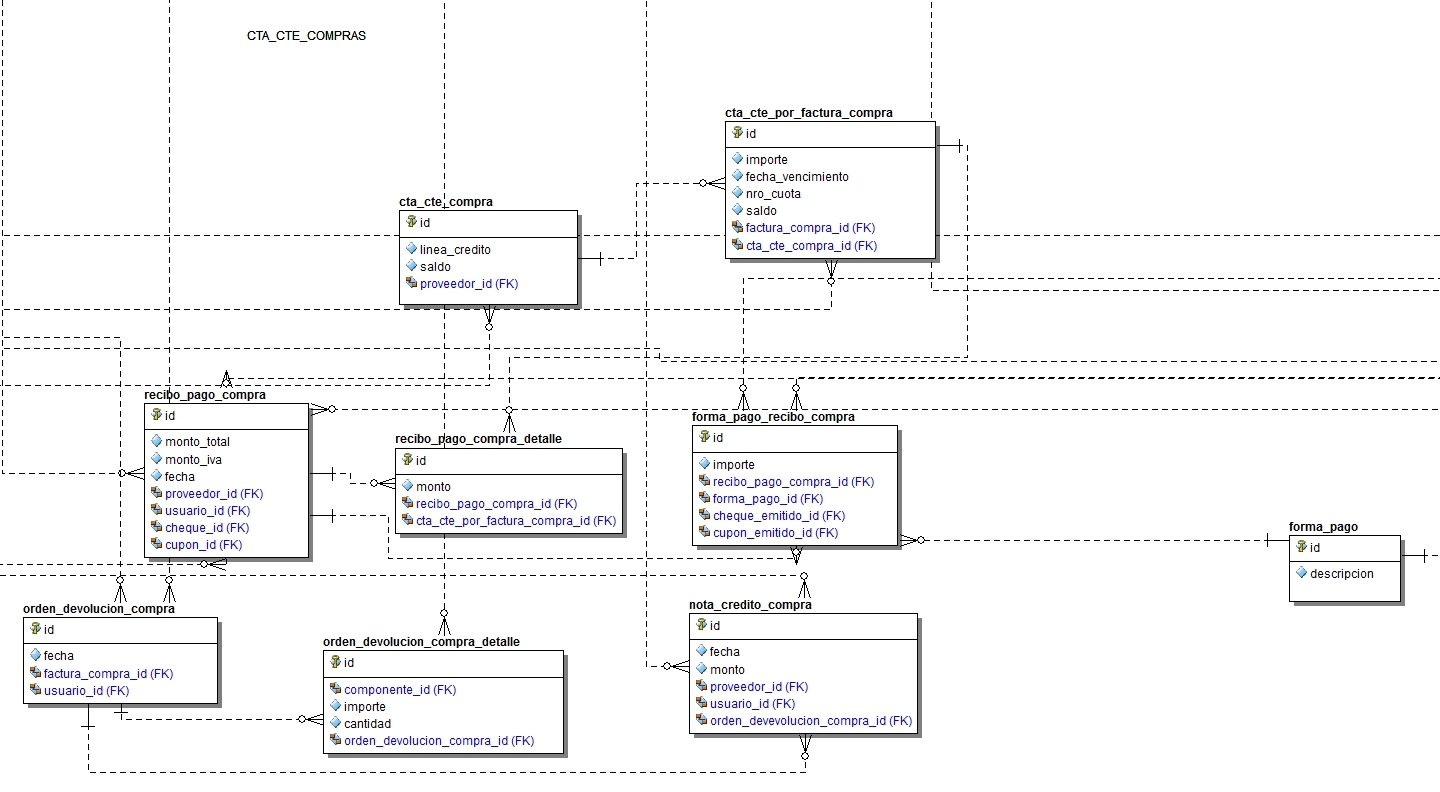 CTA_CTE_COMPRAS
cta_cte_por_factura_compra
id
importe
fecha_vencimiento
nro_cuota
saldo
factura_compra_id (FK)
cta_cte_compra_id (FK)
cta_cte_compra
id
linea_credito
saldo
proveedor_id (FK)
recibo_pago_compra
id
monto_total
monto_iva
fecha
proveedor_id (FK)
usuario_id (FK)
cheque_id (FK)
cupon_id (FK)
recibo_pago_compra_detalle
id
monto
recibo_pago_compra_id (FK)
cta_cte_por_factura_compra_id (FK)
forma_pago_recibo_compra
id
importe
recibo_pago_compra_id (FK)
forma_pago_id (FK)
cheque_emitido_id (FK)
cupon_emitido_id (FK)
forma_pago
id
descripcion
orden_devolucion_compra
id
fecha
factura_compra_id (FK)
usuario_id (FK)
orden_devolucion_compra_detalle
id
componente_id (FK)
importe
cantidad
orden_devolucion_compra_id (FK)
nota_credito_compra
id
fecha
monto
proveedor_id (FK)
usuario_id (FK)
orden_devevolucion_compra_id (FK)